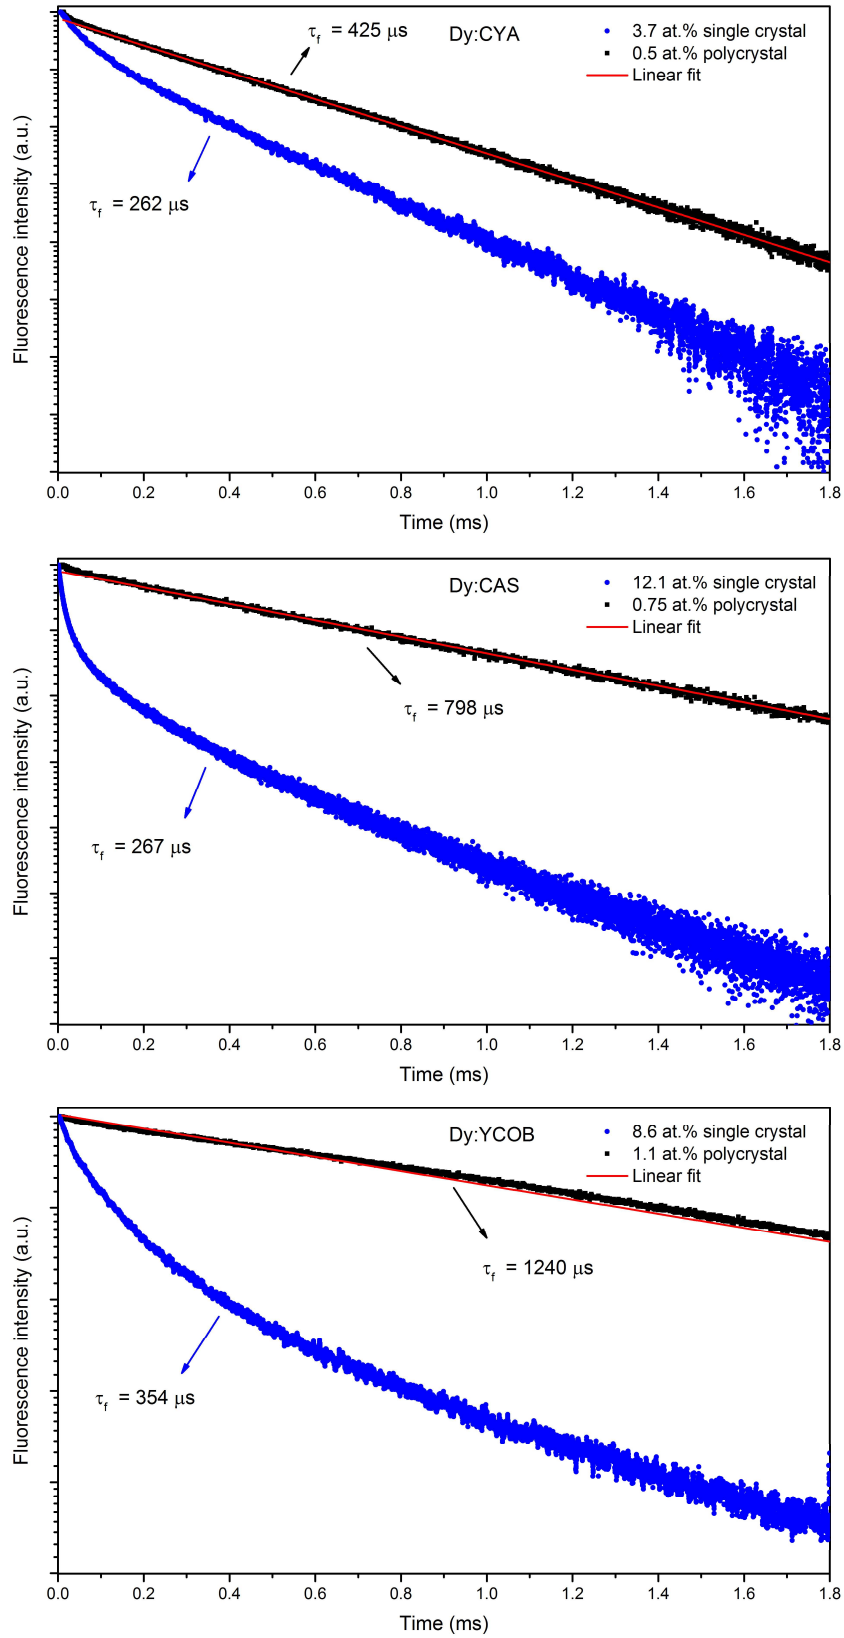 Dy:CYA
3.7 at.% single crystal
0.5 at.% polycrystal
Linear fit
τf = 425 μs
τf = 262 μs
Fluorescence intensity (a.u.)
0.0 0.2 0.4 0.6 0.8 1.0 1.2 1.4 1.6 1.8
Time (ms)
Dy:CAS
12.1 at.% single crystal
0.75 at.% polycrystal
Linear fit
τf = 798 μs
τf = 267 μs
Fluorescence intensity (a.u.)
0.0 0.2 0.4 0.6 0.8 1.0 1.2 1.4 1.6 1.8
Time (ms)
Dy:YCOB
8.6 at.% single crystal
1.1 at.% polycrystal
Linear fit
τf = 1240 μs
τf = 354 μs
Fluorescence intensity (a.u.)
0.0 0.2 0.4 0.6 0.8 1.0 1.2 1.4 1.6 1.8
Time (ms)